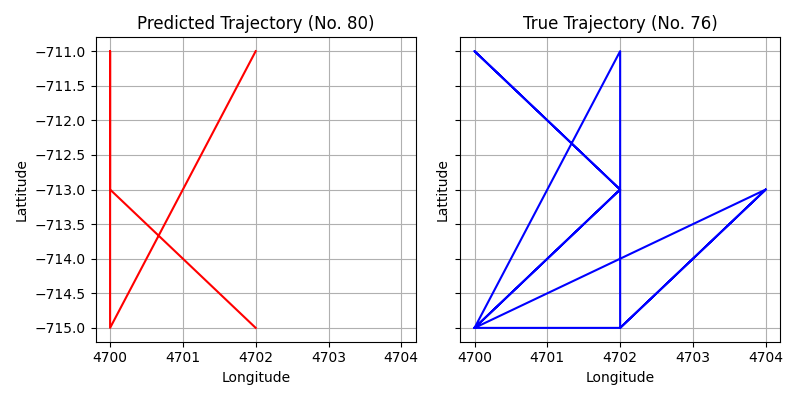 Predicted Trajectory (No. 80)
True Trajectory (No. 76)
−711.0
−711.5
−712.0
−712.5
−713.0
−713.5
−714.0
−714.5
−715.0
Lattitude
Lattitude
4700 4701 4702 4703 4704
4700 4701 4702 4703 4704
Longitude
Longitude